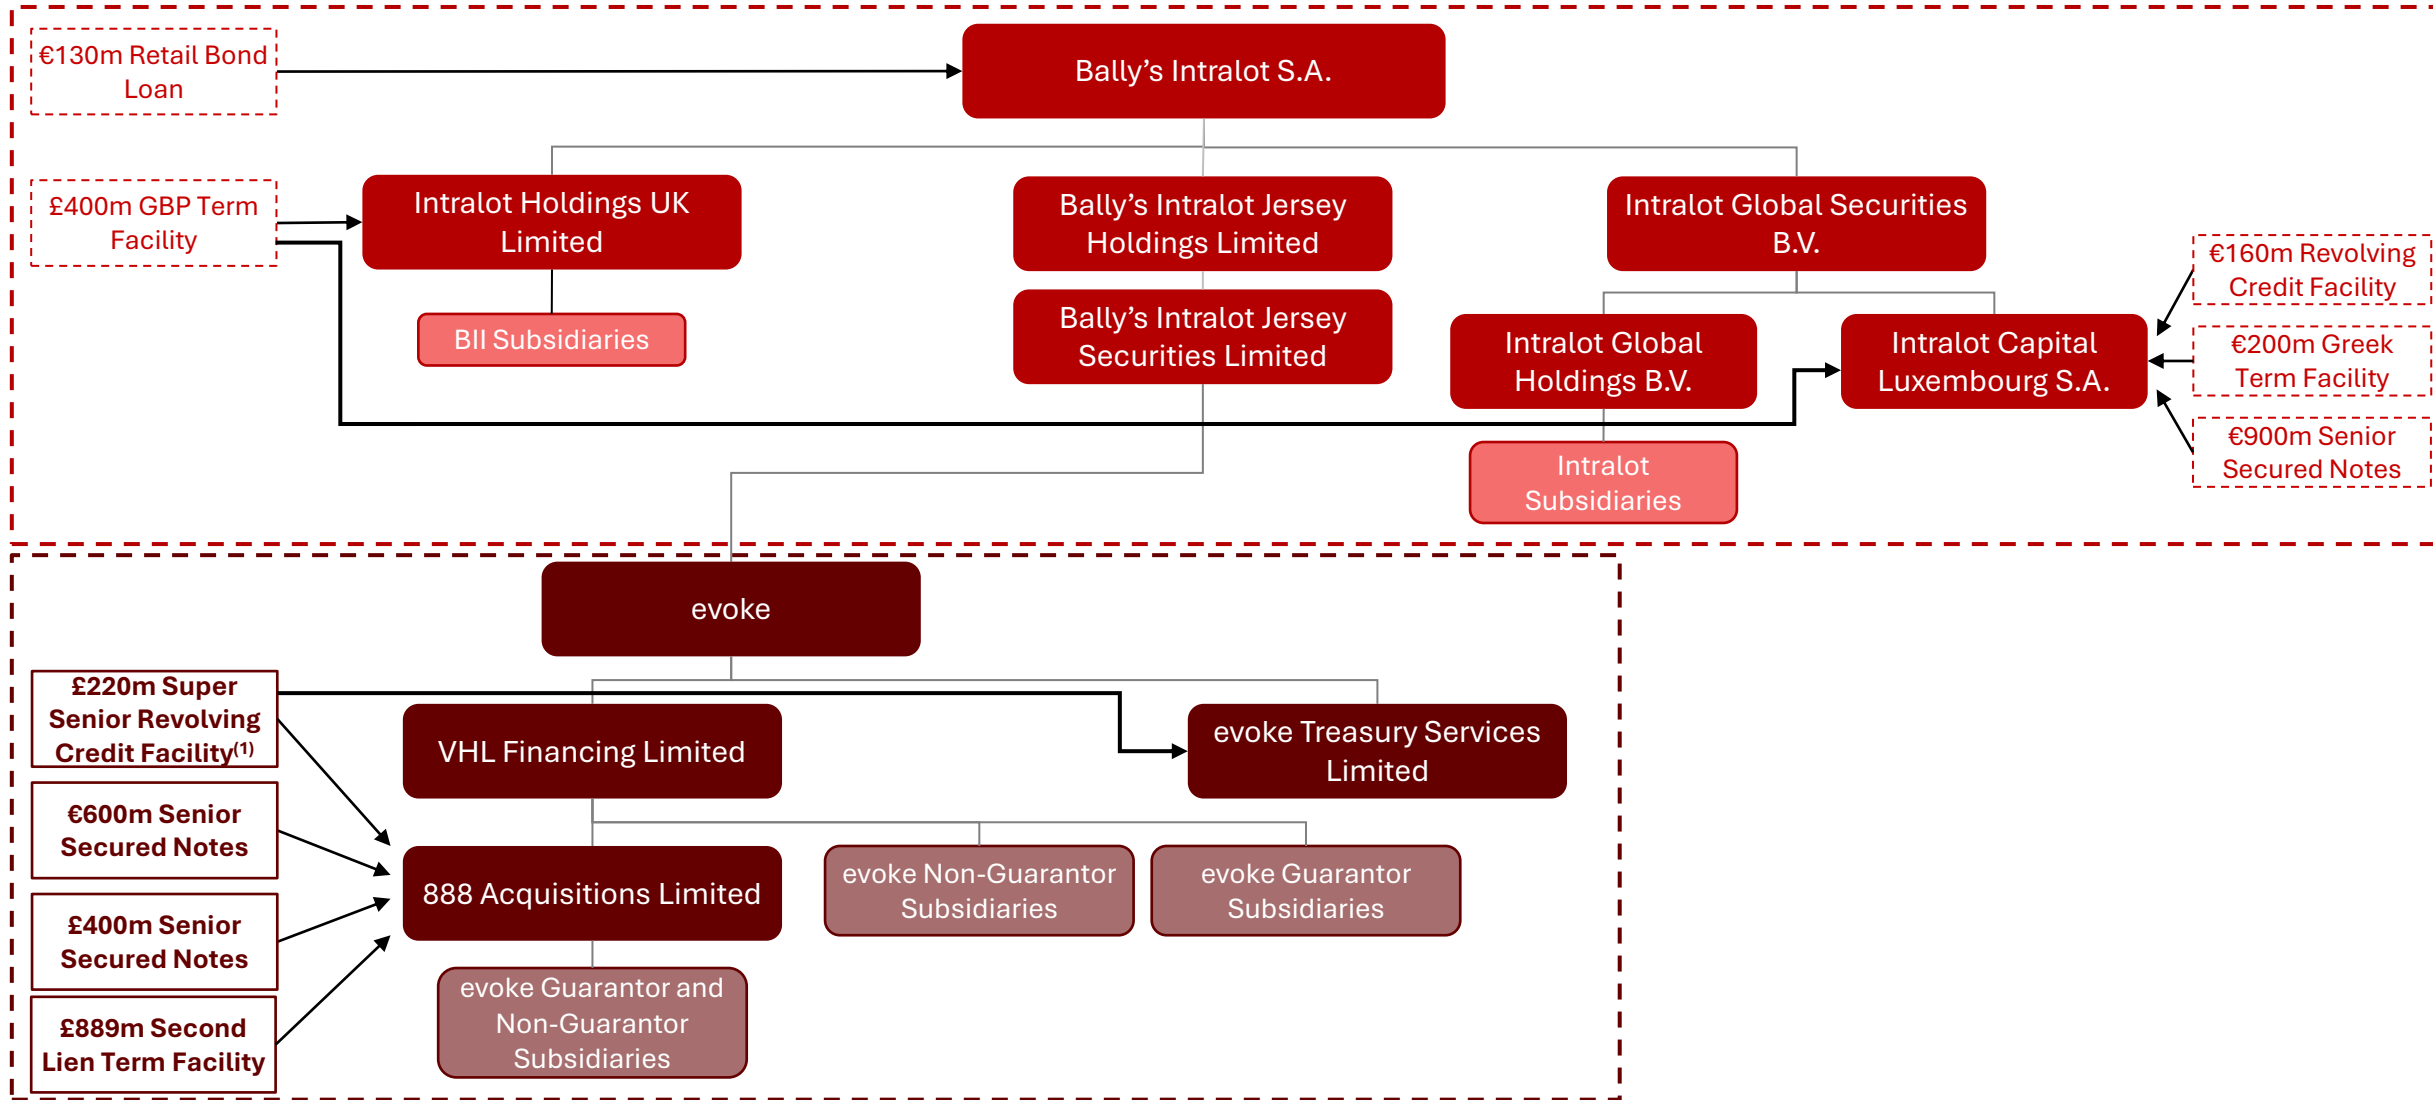 €130m Retail Bond
Loan
Bally’s Intralot S.A.
£400m GBP Term
Facility
Intralot Holdings UK
Limited
Bally’s Intralot Jersey
Holdings Limited
Intralot Global Securities
B.V.
€160m Revolving
Credit Facility
BII Subsidiaries
Bally’s Intralot Jersey
Securities Limited
Intralot Global
Holdings B.V.
Intralot Capital
Luxembourg S.A.
€200m Greek
Term Facility
€900m Senior
Secured Notes
Intralot
Subsidiaries
evoke
£220m Super
Senior Revolving
Credit Facility(1)
VHL Financing Limited
evoke Treasury Services
Limited
€600m Senior
Secured Notes
888 Acquisitions Limited
evoke Non-Guarantor
Subsidiaries
evoke Guarantor
Subsidiaries
£400m Senior
Secured Notes
evoke Guarantor and
Non-Guarantor
Subsidiaries
£889m Second
Lien Term Facility